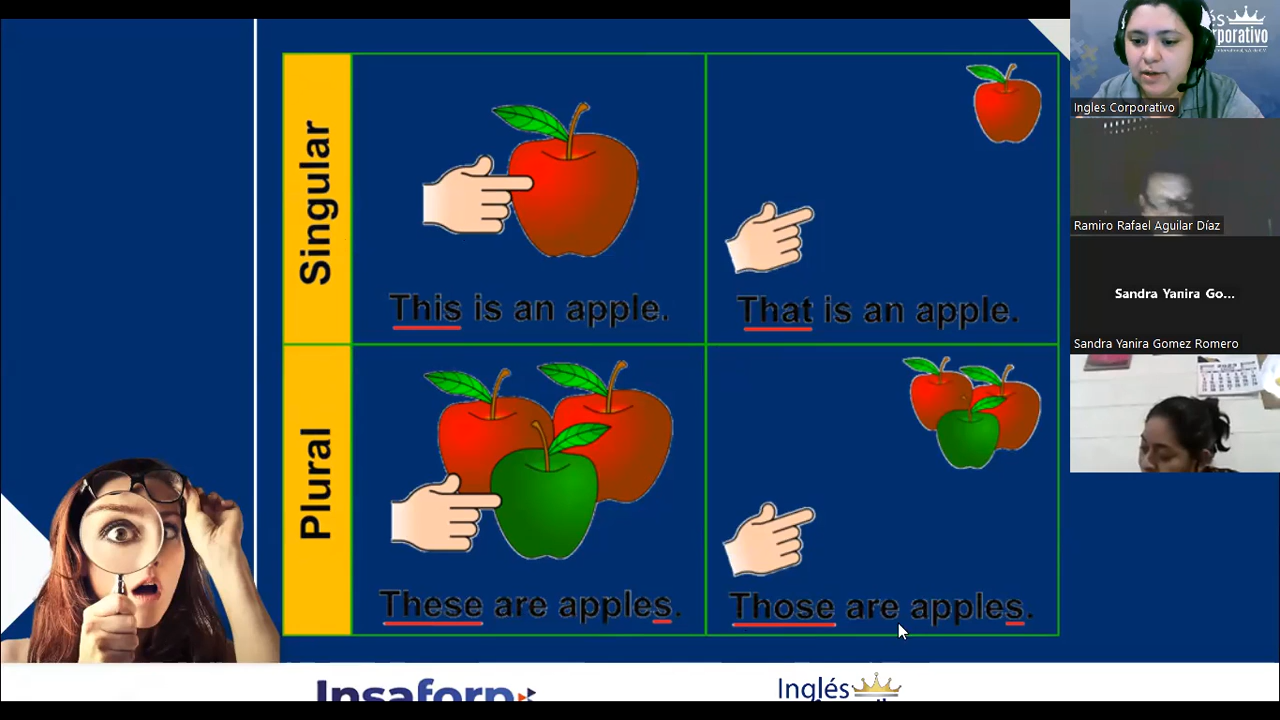 Singular
This is an apple.
That is an apple.
Plural
These are apples.
Those are apples.
Insaforp
Inglés
Ingles Corporativo
Ramiro Rafael Aguilar Díaz
Sandra Yanira Go...
Sandra Yanira Gomez Romero